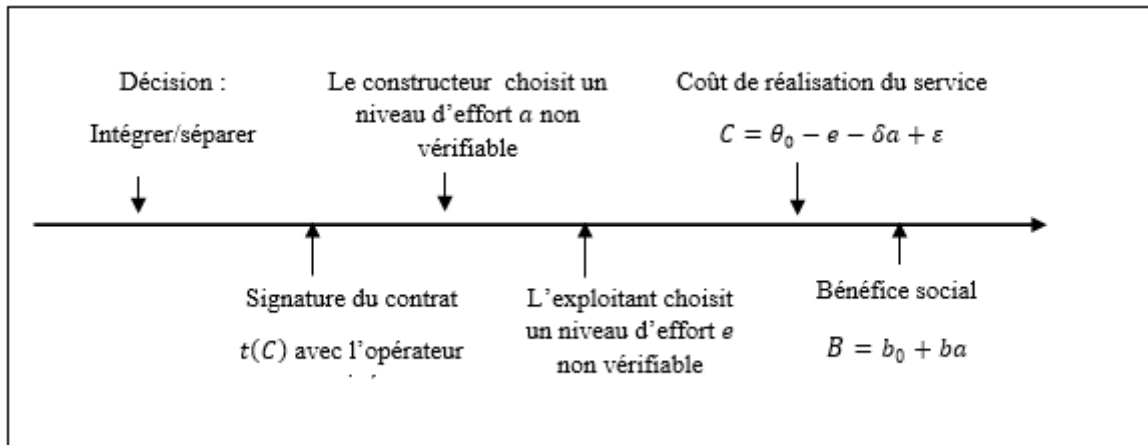 Décision :
Intégrer/séparer
Le constructeur choisit un
niveau d'effort a non
vérifiable
Coût de réalisation du service
C = θ₀ − e − δa + ε
Signature du contrat
t(C) avec l'opérateur
L'exploitant choisit
un niveau d'effort e
non vérifiable
Bénéfice social
B = b₀ + ba